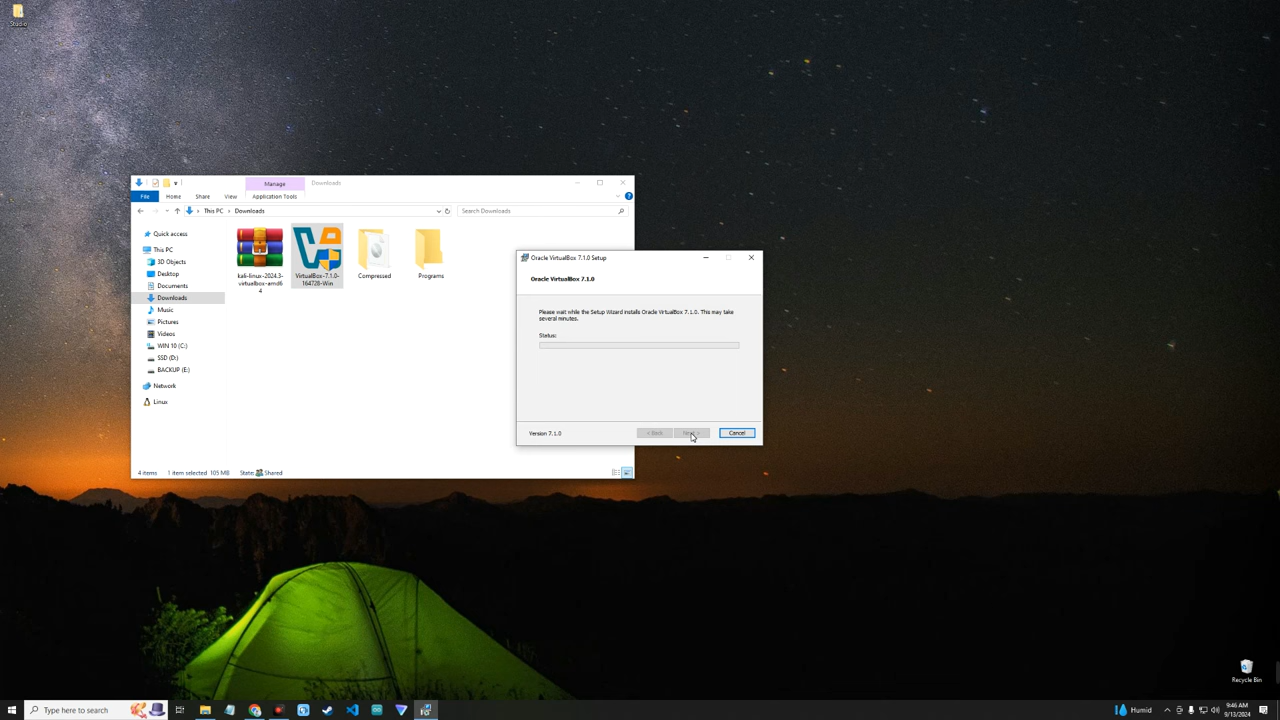 Studio
Manage
Downloads
File
Home
Share
View
Application Tools
This PC
Downloads
Search Downloads
Quick access
This PC
3D Objects
Desktop
Documents
Downloads
Music
Pictures
Videos
WIN 10 (C:)
SSD (D:)
BACKUP (E:)
Network
Linux
kali-linux-2024.3-
virtualbox-amd6
4
VirtualBox-7.1.0-
164728-Win
Compressed
Programs
4 items
1 item selected 105 MB
State: Shared
Oracle VirtualBox 7.1.0 Setup
Oracle VirtualBox 7.1.0
Please wait while the Setup Wizard installs Oracle VirtualBox 7.1.0. This may take
several minutes.
Status:
Version 7.1.0
< Back
Next >
Cancel
Recycle Bin
Type here to search
Humid
9:46 AM
9/13/2024